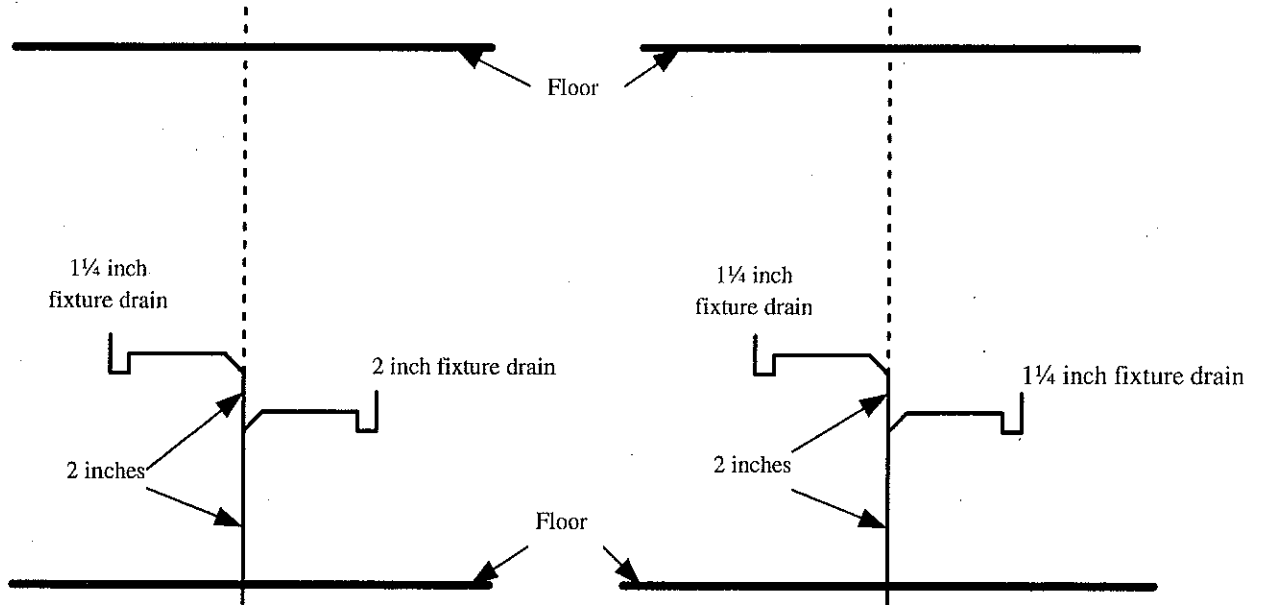 Floor
1¼ inch
fixture drain
2 inch fixture drain
2 inches
1¼ inch
fixture drain
1¼ inch fixture drain
2 inches
Floor